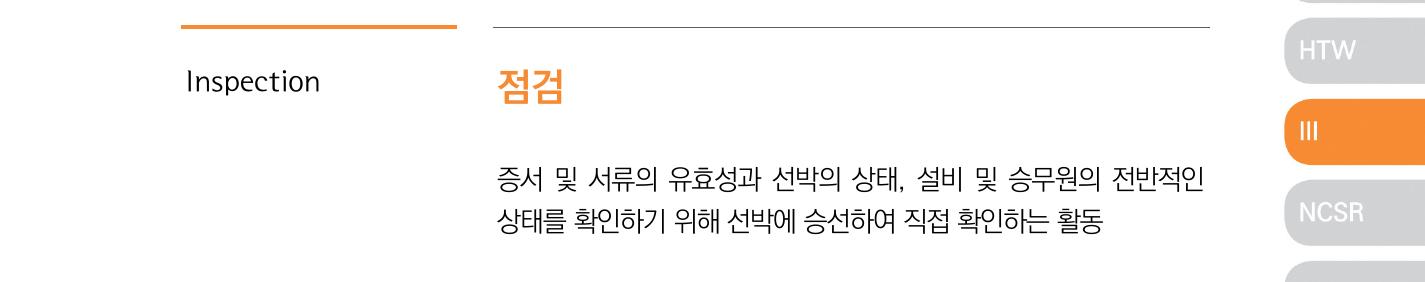 HTW
Inspection
점검
III
증서 및 서류의 유효성과 선박의 상태, 설비 및 승무원의 전반적인
상태를 확인하기 위해 선박에 승선하여 직접 확인하는 활동
NCSR